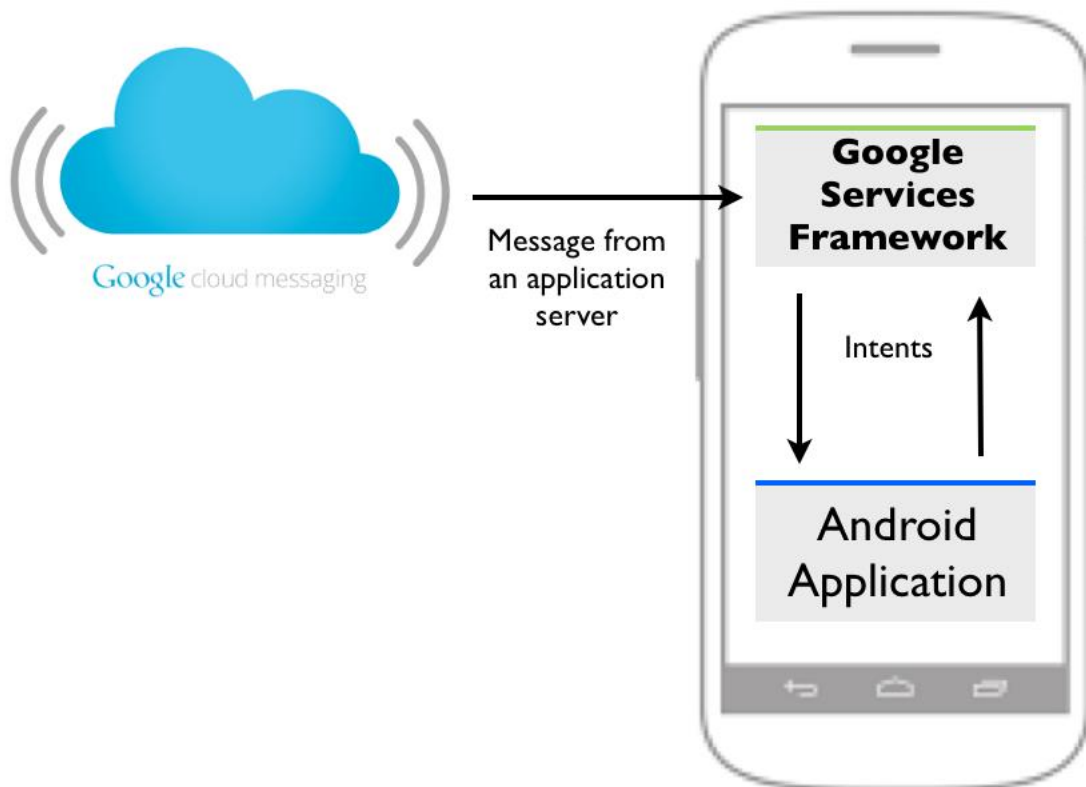 Google cloud messaging
Message from
an application
server
Google
Services
Framework
Intents
Android
Application